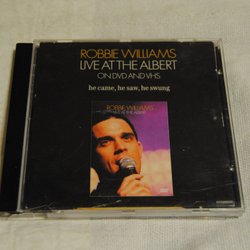 ROBBIE WILLIAMS
LIVE AT THE ALBERT
ON DVD AND VHS
he came, he saw, he swung
ROBBIE WILLIAMS
LIVE AT THE ALBERT